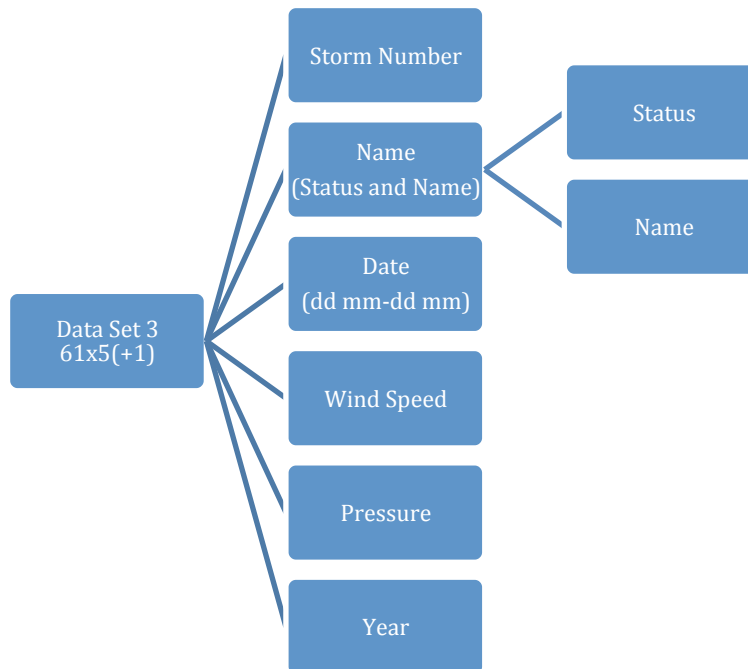 Data Set 3
61x5(+1)
Storm Number
Name
(Status and Name)
Status
Name
Date
(dd mm-dd mm)
Wind Speed
Pressure
Year